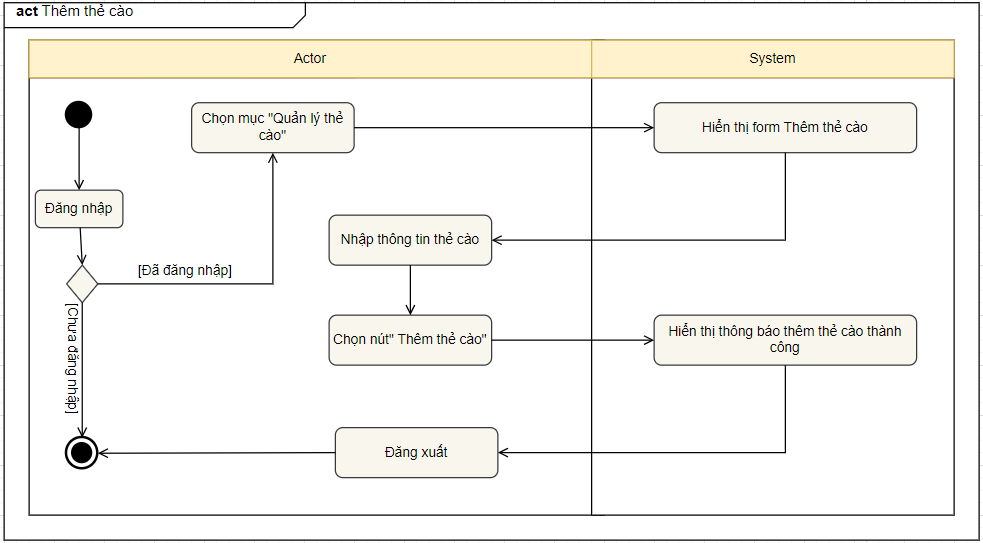 act Thêm thẻ cào
Actor
System
Chọn mục "Quản lý thẻ
cào"
Hiển thị form Thêm thẻ cào
Đăng nhập
Nhập thông tin thẻ cào
[Đã đăng nhập]
[Chưa đăng nhập]
Chọn nút" Thêm thẻ cào"
Hiển thị thông báo thêm thẻ cào thành
công
Đăng xuất